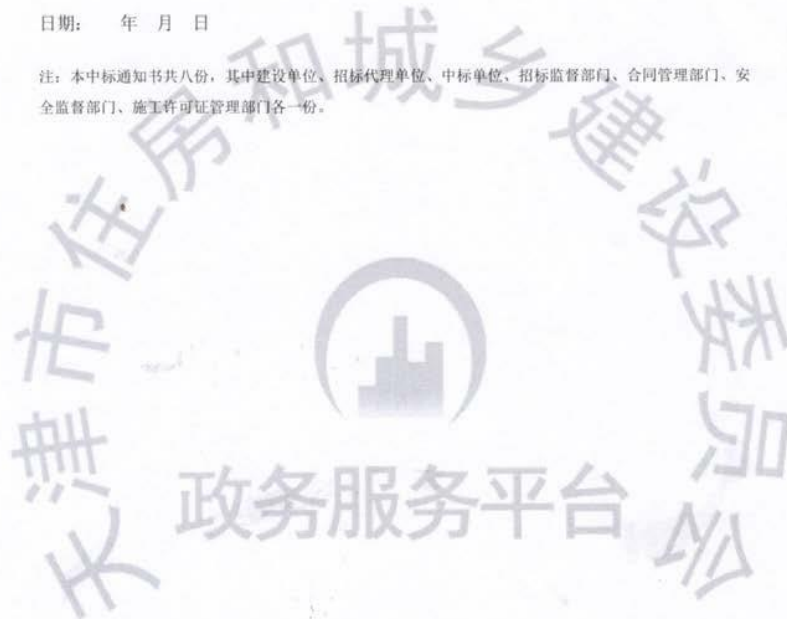 日期： 年 月 日
注：本中标通知书共八份，其中建设单位、招标代理单位、中标单位、招标监督部门、合同管理部门、安
全监督部门、施工许可证管理部门各一份。
天津市住房和城乡建设委员会
政务服务平台